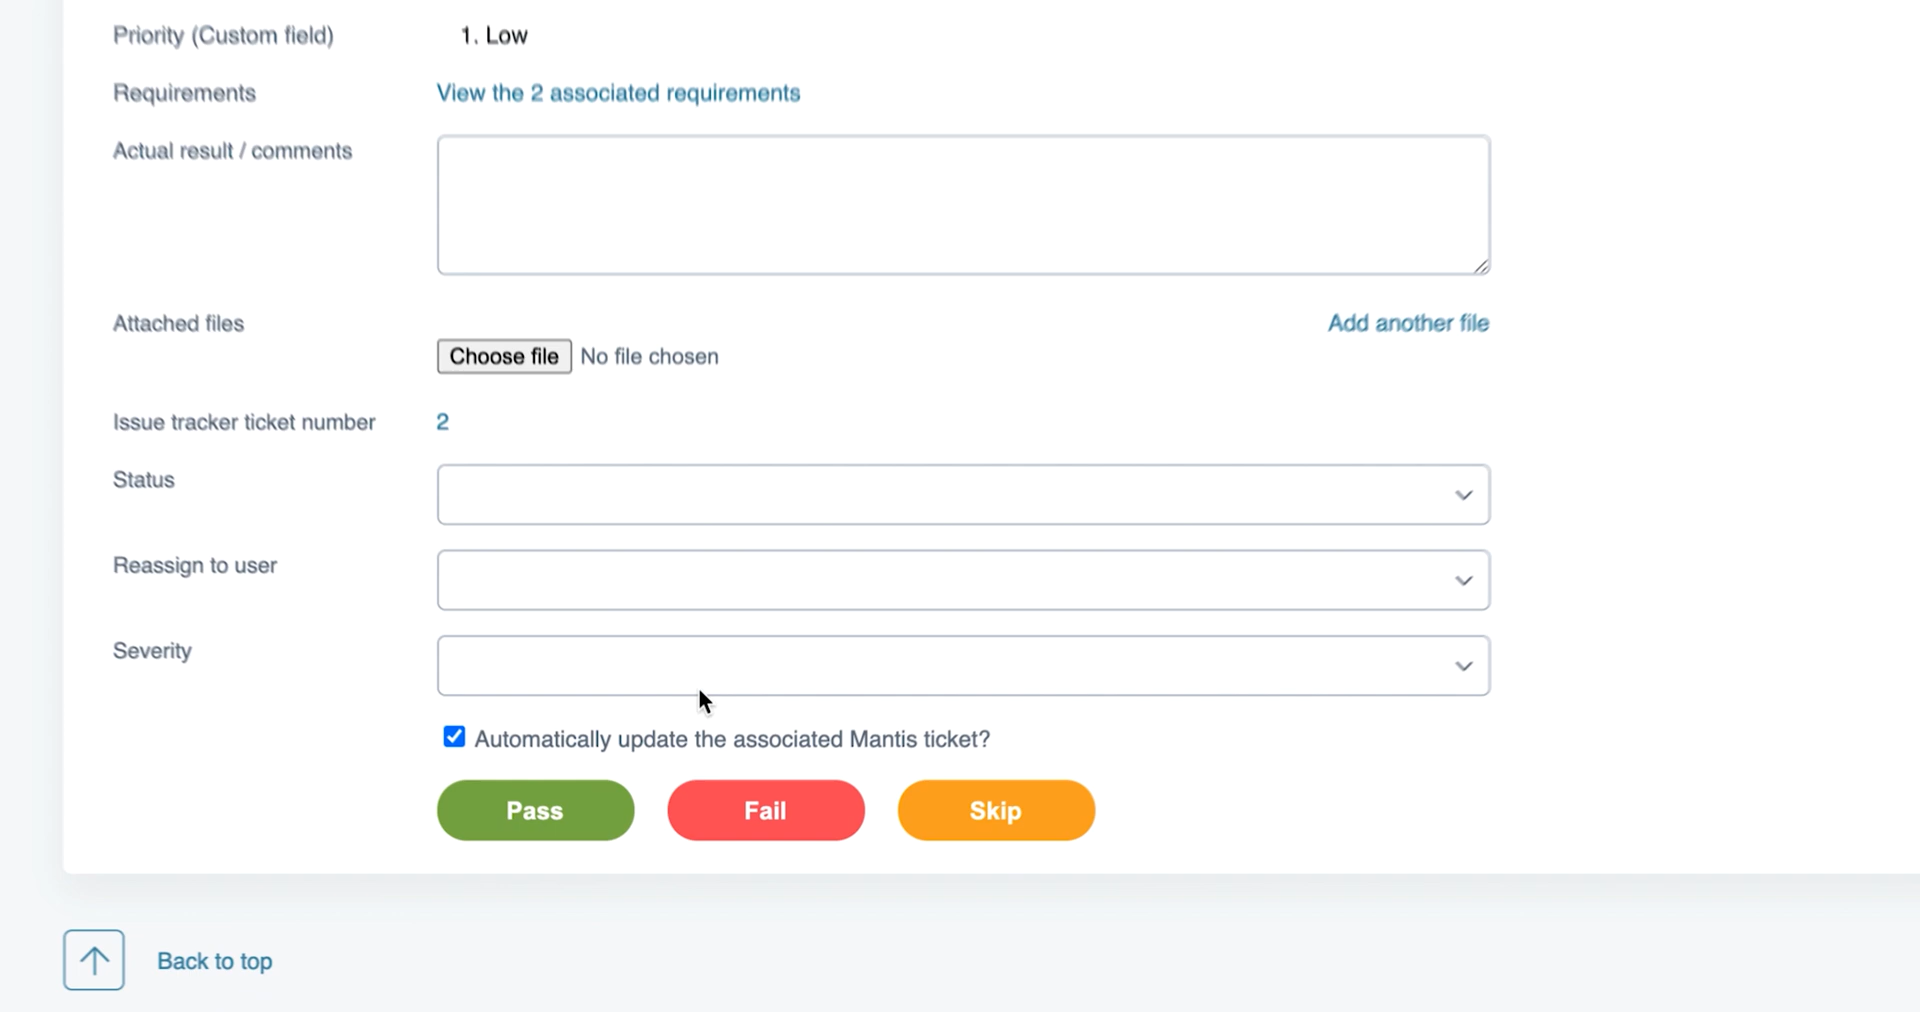 Priority (Custom field) 1. Low
Requirements View the 2 associated requirements
Actual result / comments
Attached files Add another file
Choose file No file chosen
Issue tracker ticket number 2
Status
Reassign to user
Severity
Automatically update the associated Mantis ticket?
Pass Fail Skip
Back to top